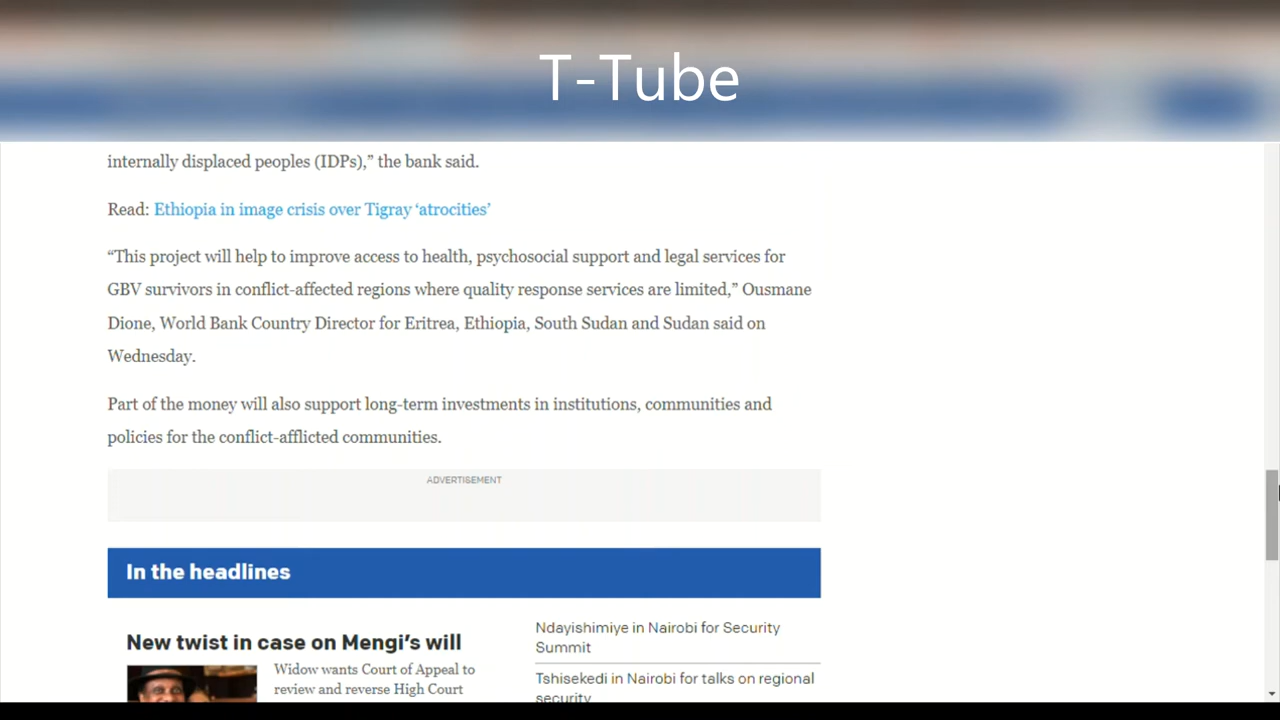 T-Tube
internally displaced peoples (IDPs),” the bank said.
Read: Ethiopia in image crisis over Tigray ‘atrocities’
“This project will help to improve access to health, psychosocial support and legal services for
GBV survivors in conflict-affected regions where quality response services are limited,” Ousmane
Dione, World Bank Country Director for Eritrea, Ethiopia, South Sudan and Sudan said on
Wednesday.
Part of the money will also support long-term investments in institutions, communities and
policies for the conflict-afflicted communities.
ADVERTISEMENT
In the headlines
New twist in case on Mengi’s will
Widow wants Court of Appeal to
review and reverse High Court
Ndayishimiye in Nairobi for Security
Summit
Tshisekedi in Nairobi for talks on regional
security